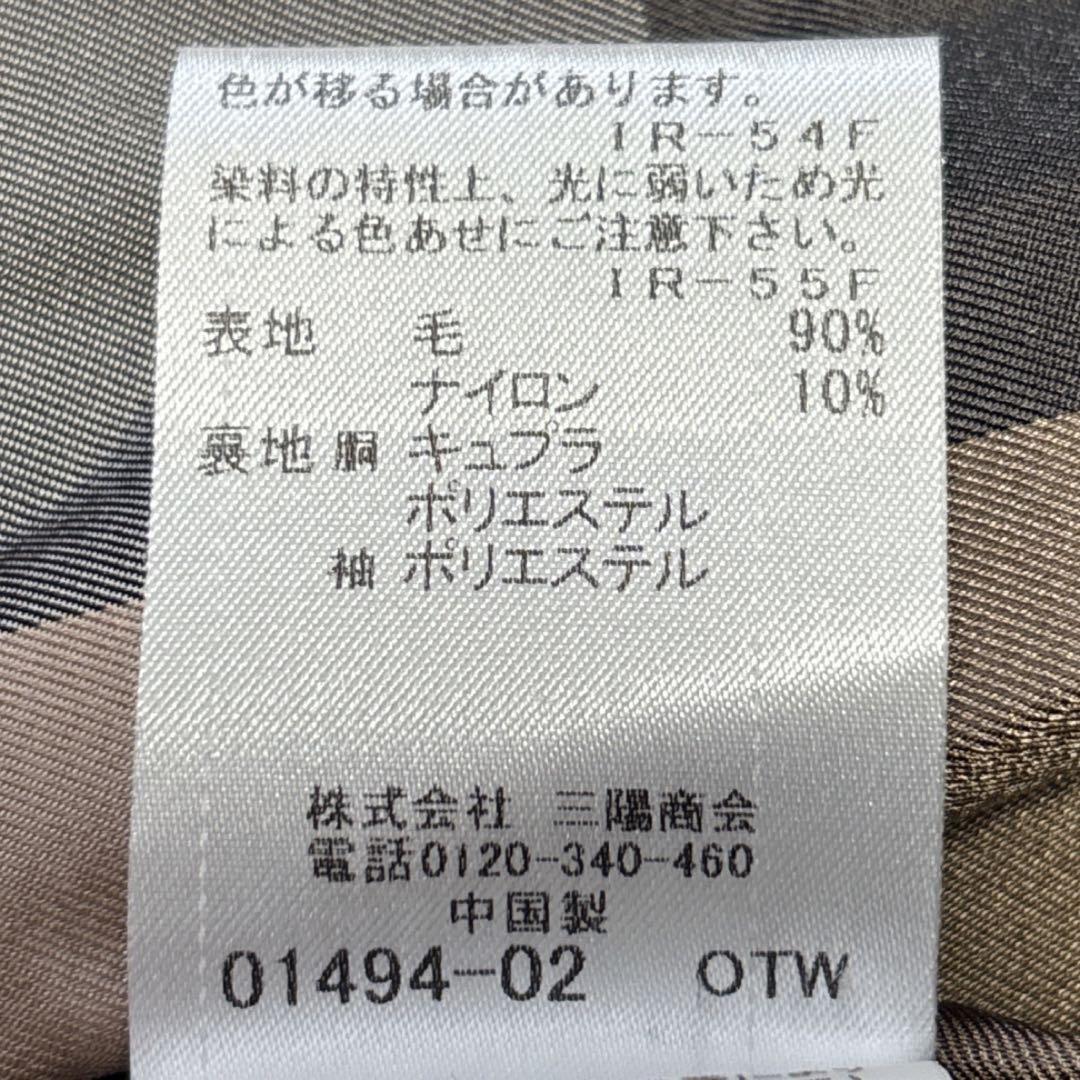 色が移る場合があります。
IR-54F
染料の特性上、光に弱いため光
による色あせにご注意下さい。
IR-55F
表地 毛 90%
ナイロン 10%
裏地 胴 キュプラ
ポリエステル
袖 ポリエステル
株式会社 三陽商会
電話0120-340-460
中国製
01494-02 OTW